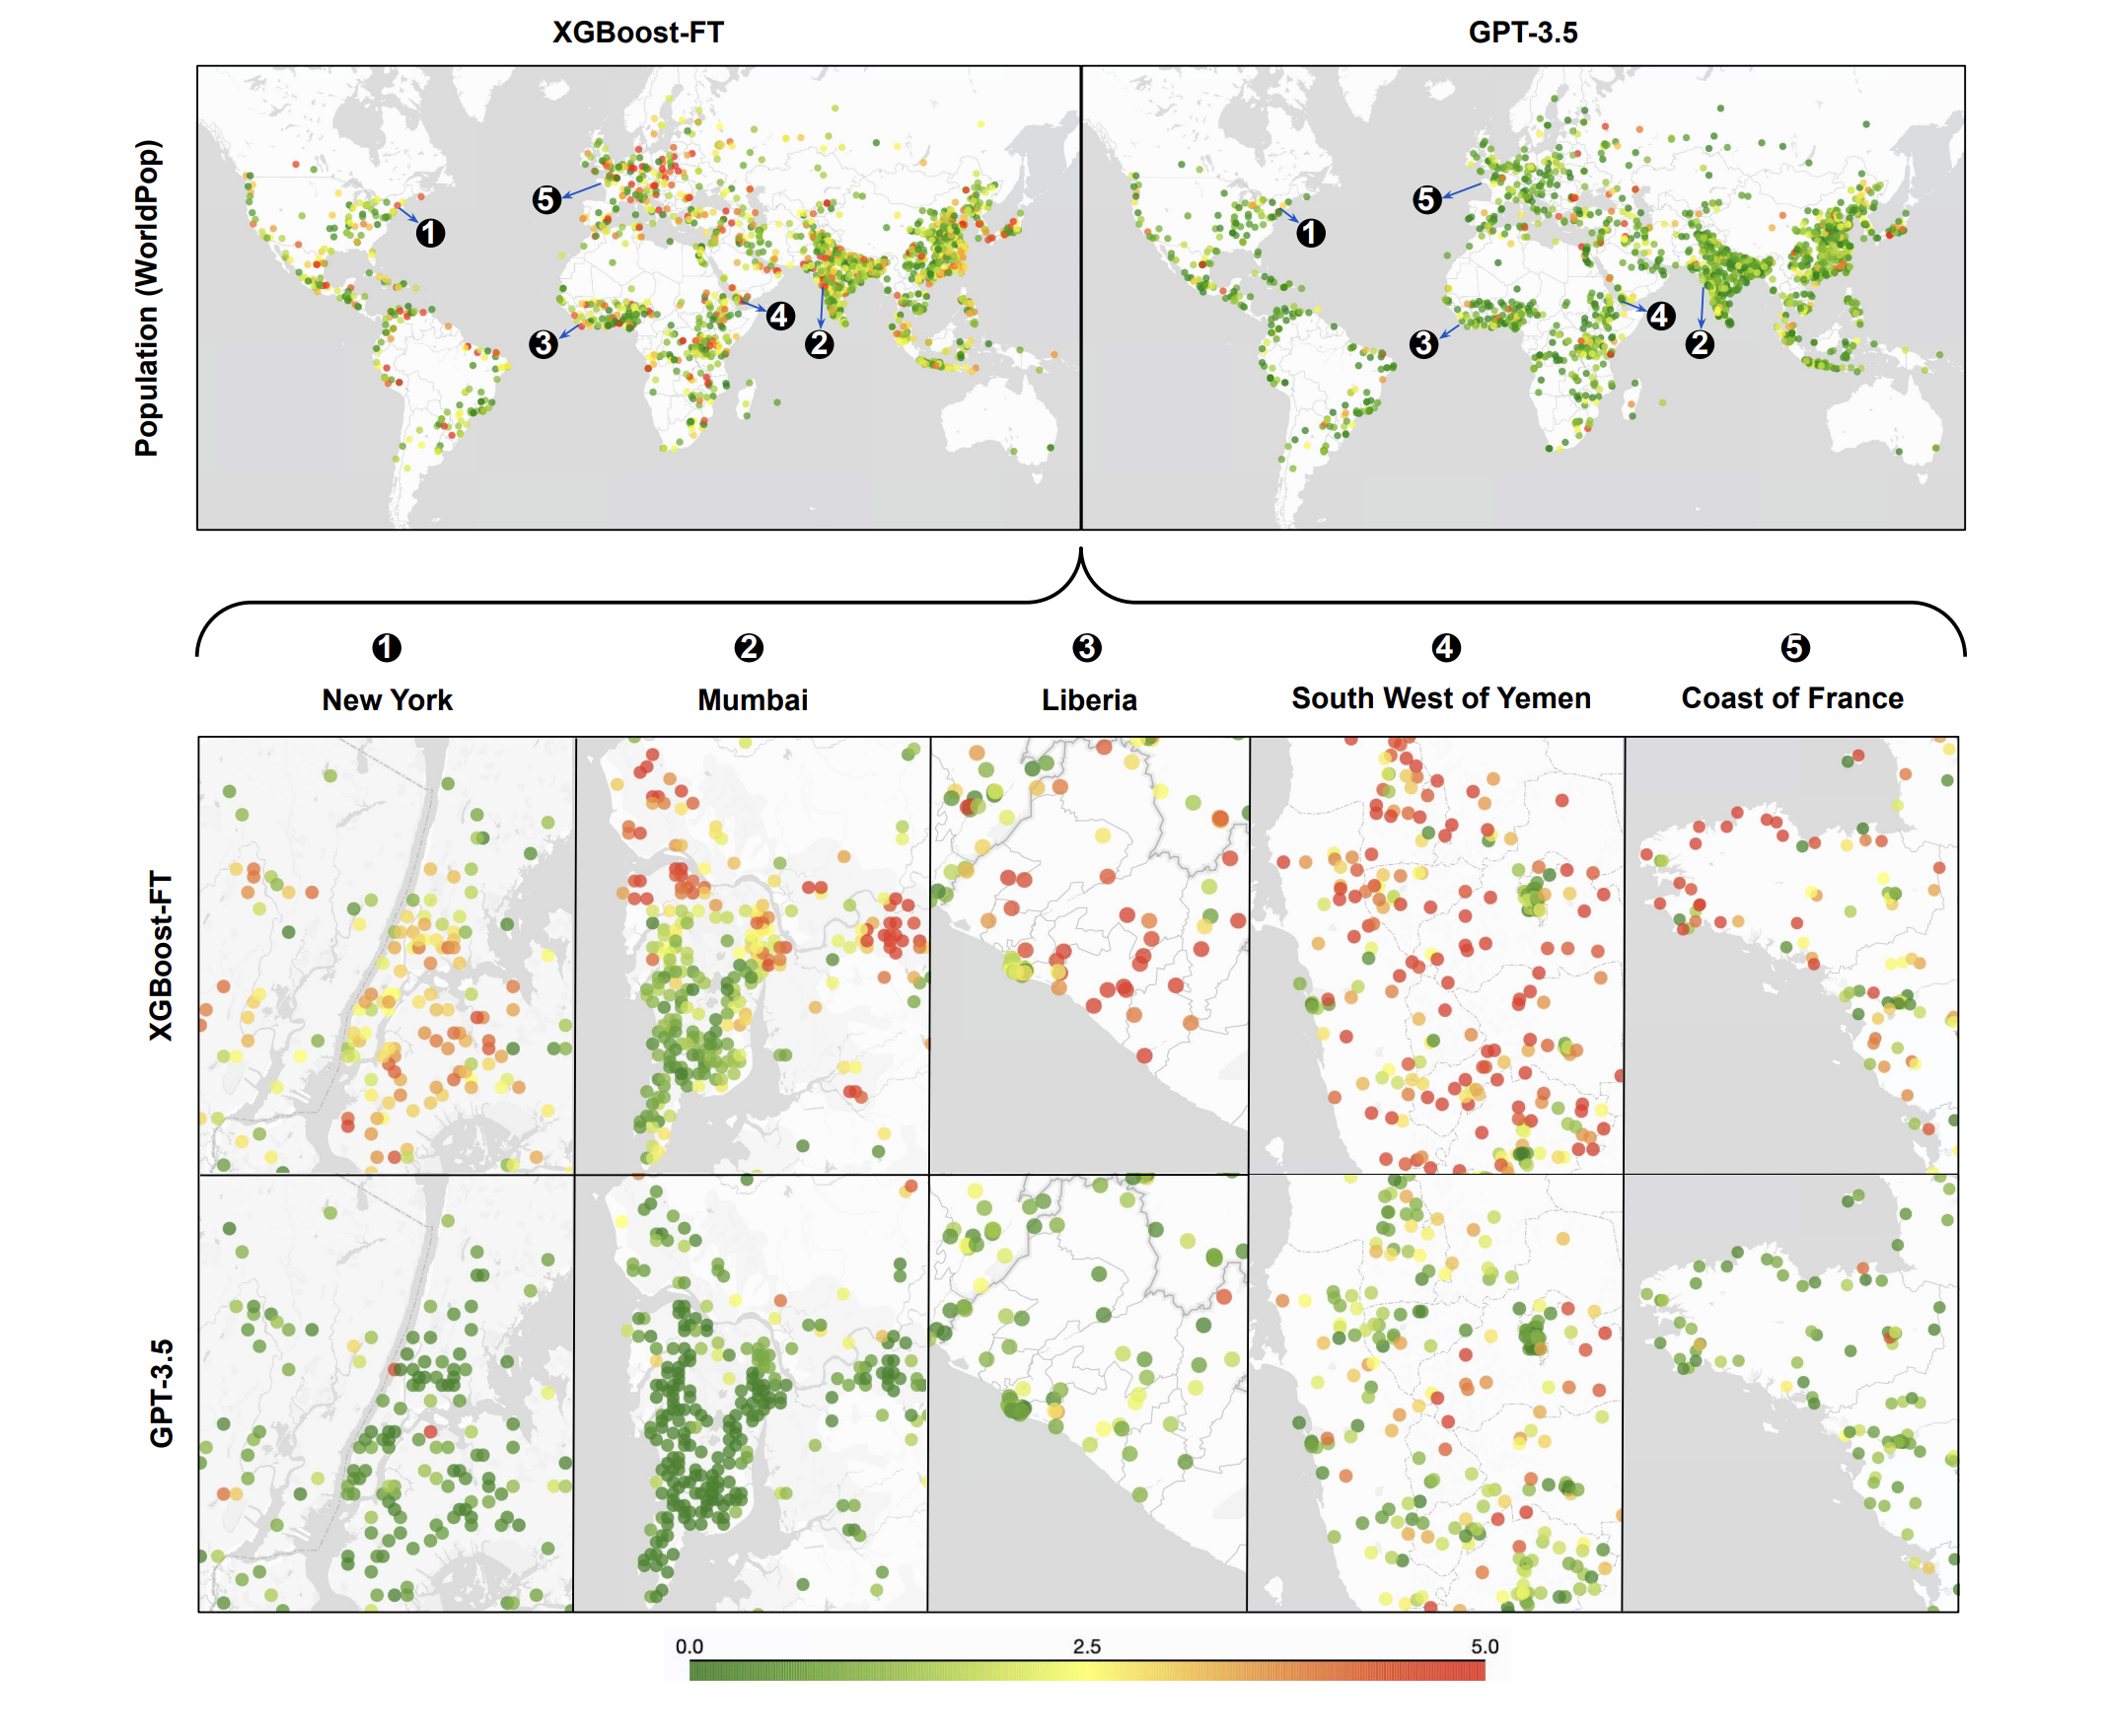 XGBoost-FT
GPT-3.5
Population (WorldPop)
5
1
3
4
2
5
1
3
4
2
1
2
3
4
5
New York
Mumbai
Liberia
South West of Yemen
Coast of France
XGBoost-FT
GPT-3.5
0.0
2.5
5.0